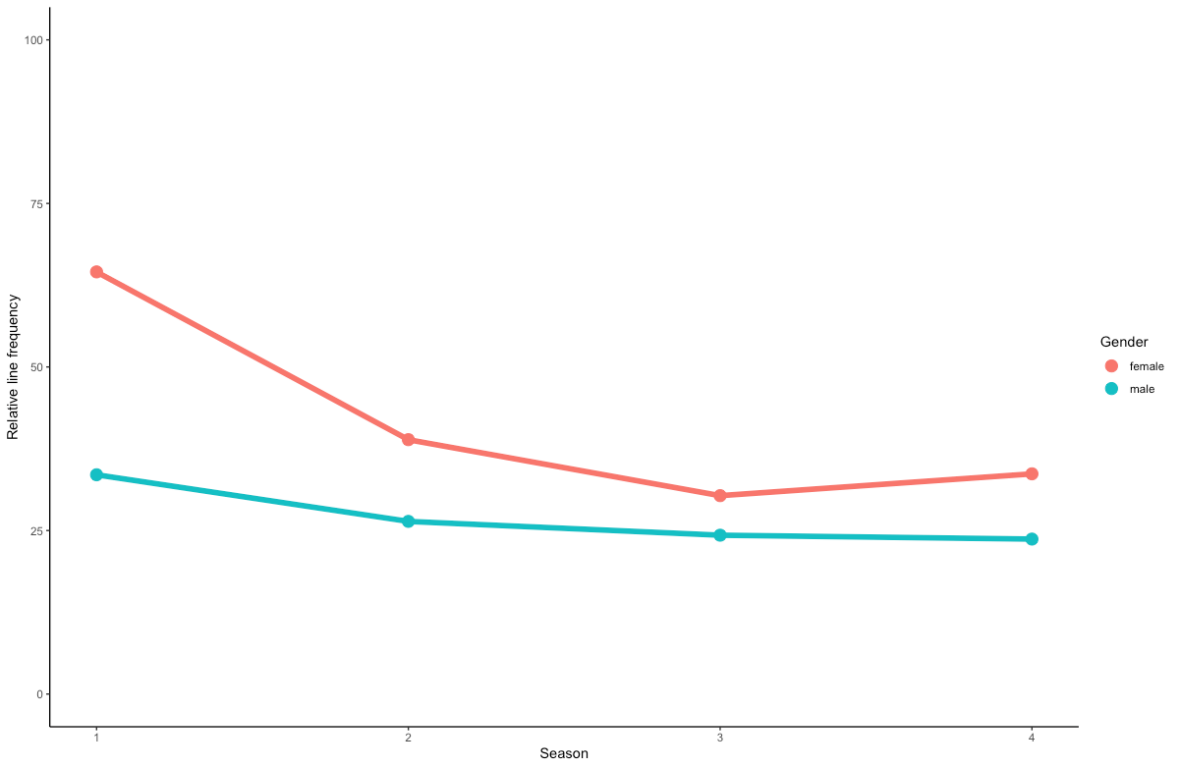 100
75
50
25
0
Relative line frequency
1 2 3 4
Season
Gender
female
male